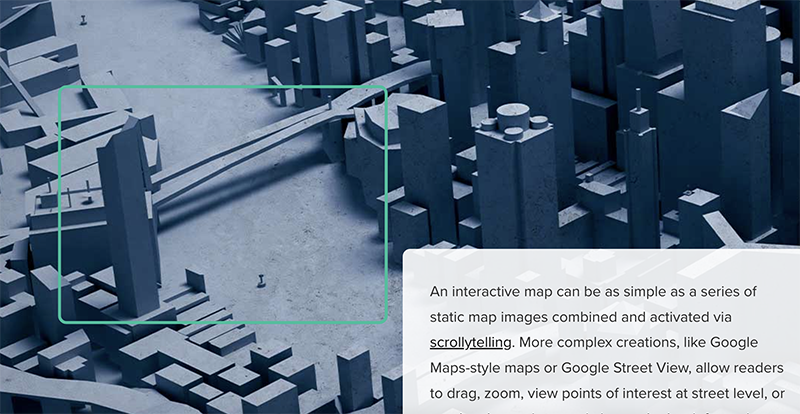 An interactive map can be as simple as a series of
static map images combined and activated via
scrollytelling. More complex creations, like Google
Maps-style maps or Google Street View, allow readers
to drag, zoom, view points of interest at street level, or